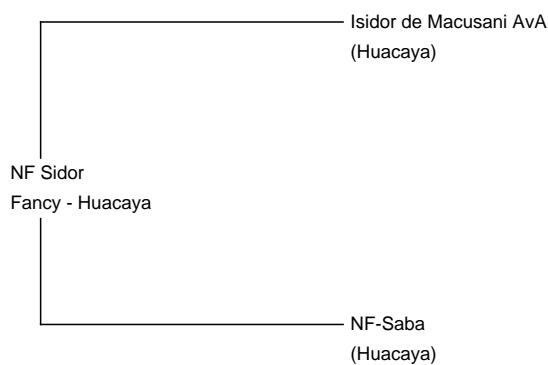 Isidor de Macusani AvA
(Huacaya)
NF Sidor
Fancy - Huacaya
NF-Saba
(Huacaya)